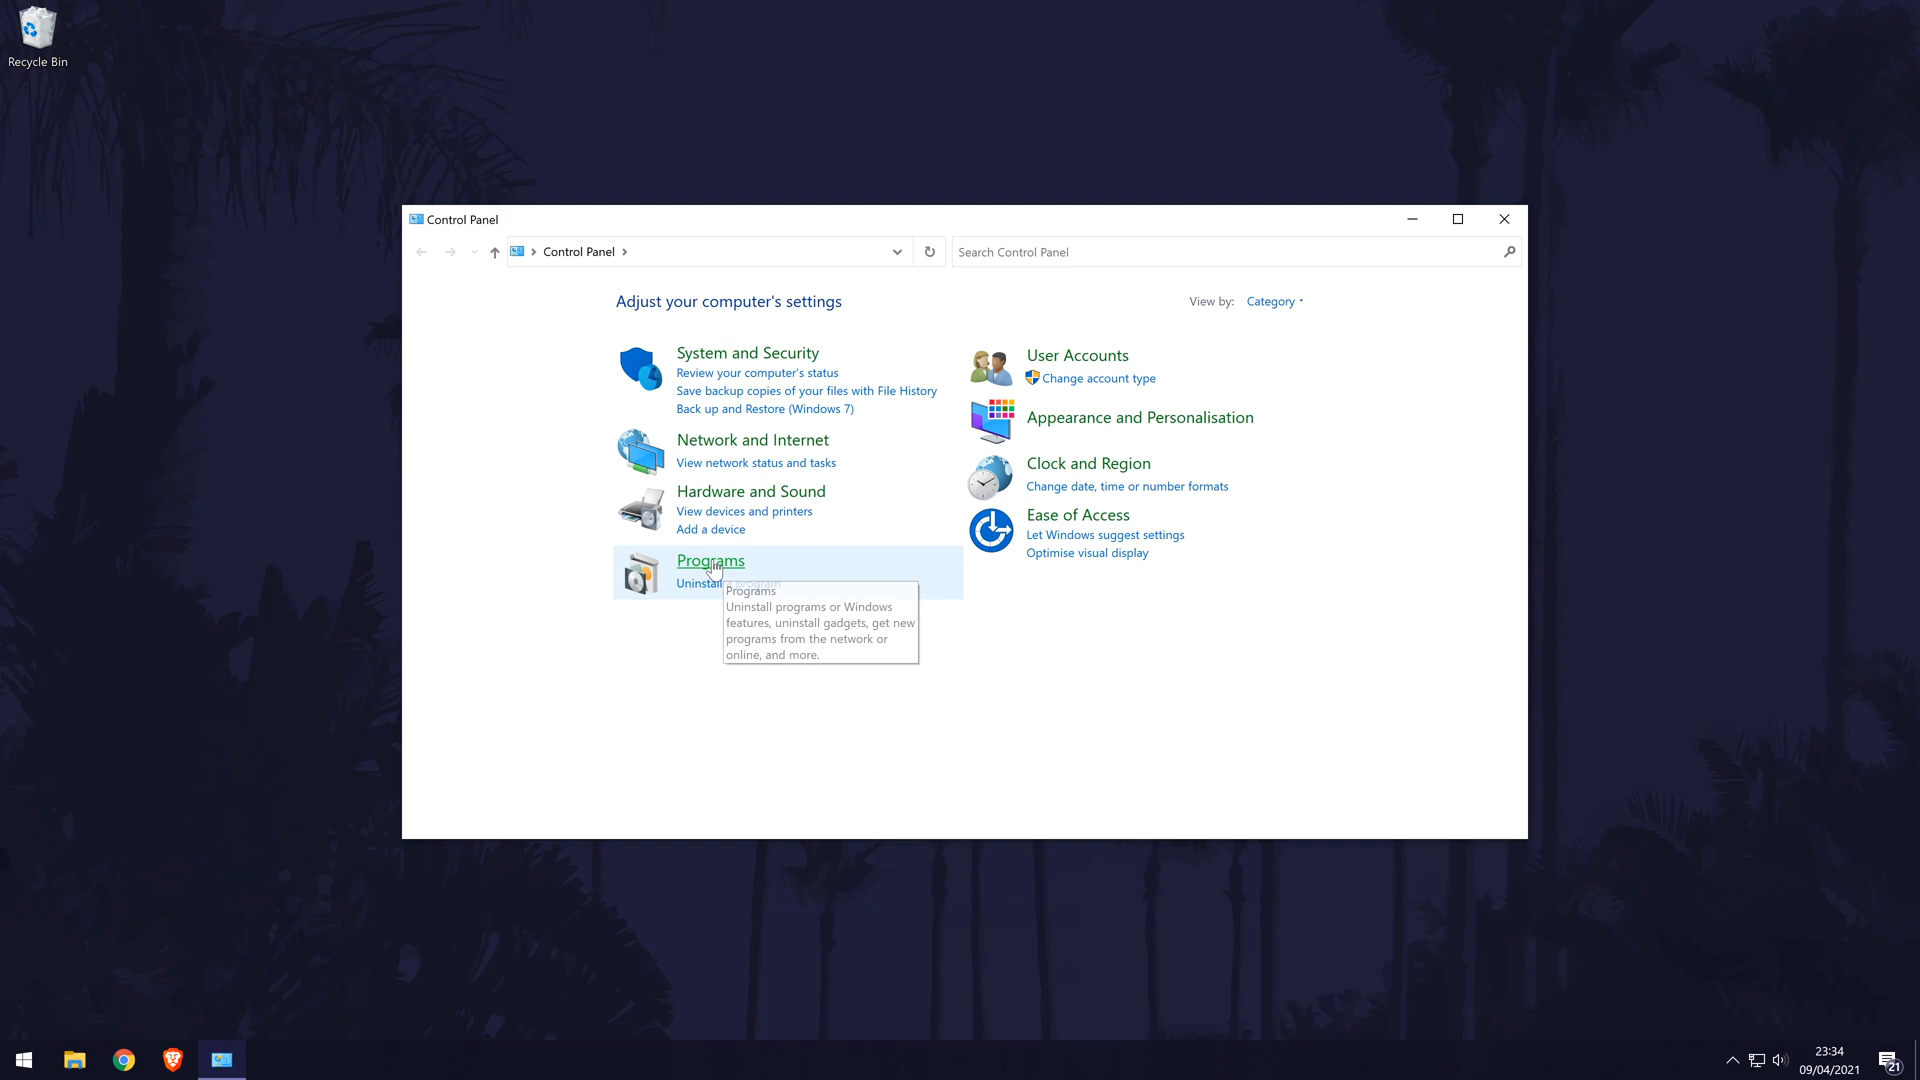 Recycle Bin
Control Panel
Control Panel
Search Control Panel
Adjust your computer's settings
View by: Category
System and Security
Review your computer's status
Save backup copies of your files with File History
Back up and Restore (Windows 7)
Network and Internet
View network status and tasks
Hardware and Sound
View devices and printers
Add a device
Programs
Uninstall a program
Programs
Uninstall programs or Windows
features, uninstall gadgets, get new
programs from the network or
online, and more.
User Accounts
Change account type
Appearance and Personalisation
Clock and Region
Change date, time or number formats
Ease of Access
Let Windows suggest settings
Optimise visual display
23:34
09/04/2021
21